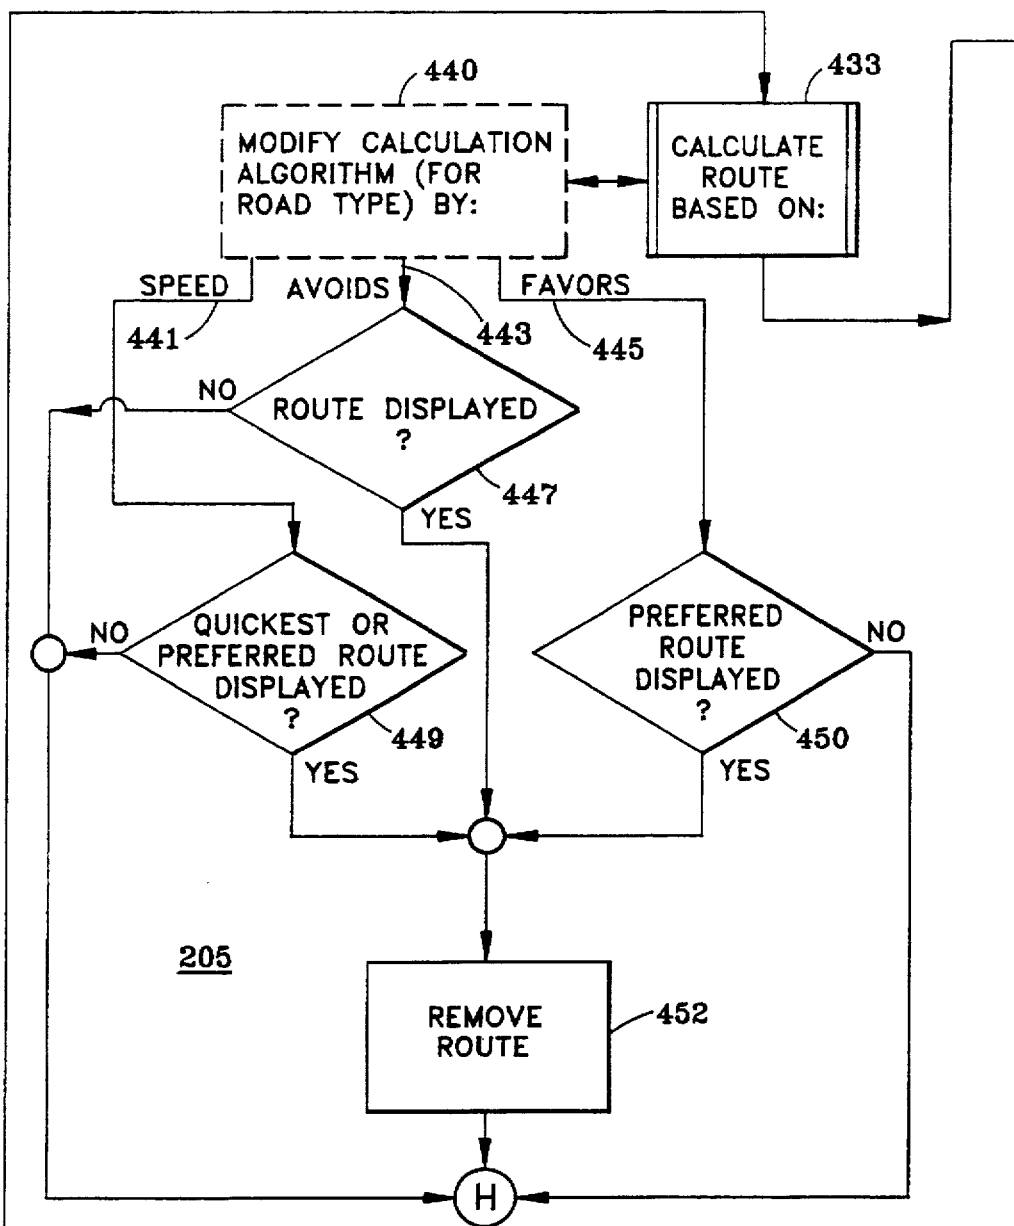 440
433
MODIFY CALCULATION
ALGORITHM (FOR
ROAD TYPE) BY:
CALCULATE
ROUTE
BASED ON:
SPEED
AVOIDS
FAVORS
441
443
445
NO
ROUTE DISPLAYED
?
447
YES
NO
QUICKEST OR
PREFERRED ROUTE
DISPLAYED
?
449
YES
PREFERRED
ROUTE
DISPLAYED
?
NO
450
YES
205
REMOVE
ROUTE
452
H